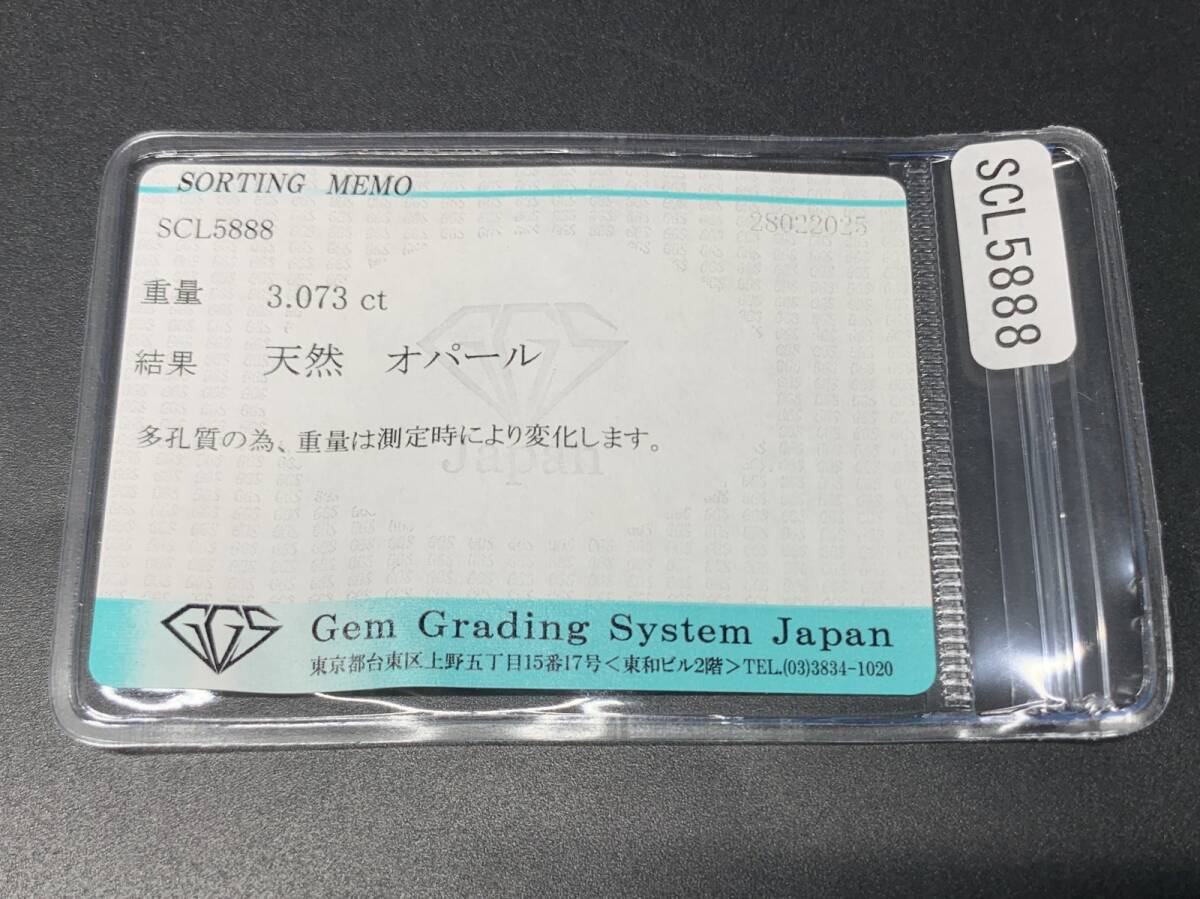 SORTING MEMO
SCL5888 28022025
重量 3.073 ct
結果 天然 オパール
多孔質の為、重量は測定時により変化します。
GGS
Japan
GGS Gem Grading System Japan
東京都台東区上野五丁目15番17号＜東和ビル2階＞TEL.(03)3834-1020
SCL5888